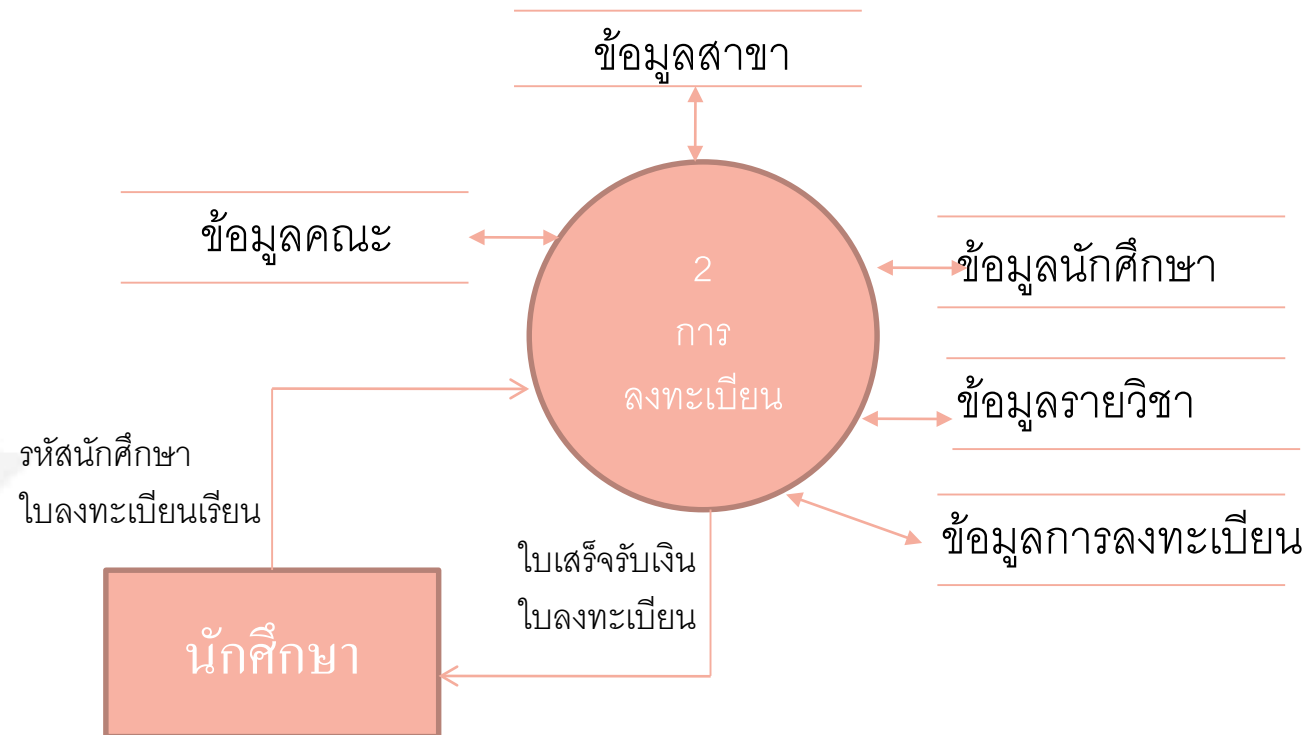 ข้อมูลสาขา
ข้อมูลคณะ
2
การ
ลงทะเบียน
ข้อมูลนักศึกษา
ข้อมูลรายวิชา
ข้อมูลการลงทะเบียน
รหัสนักศึกษา
ใบลงทะเบียนเรียน
ใบเสร็จรับเงิน
ใบลงทะเบียน
นักศึกษา